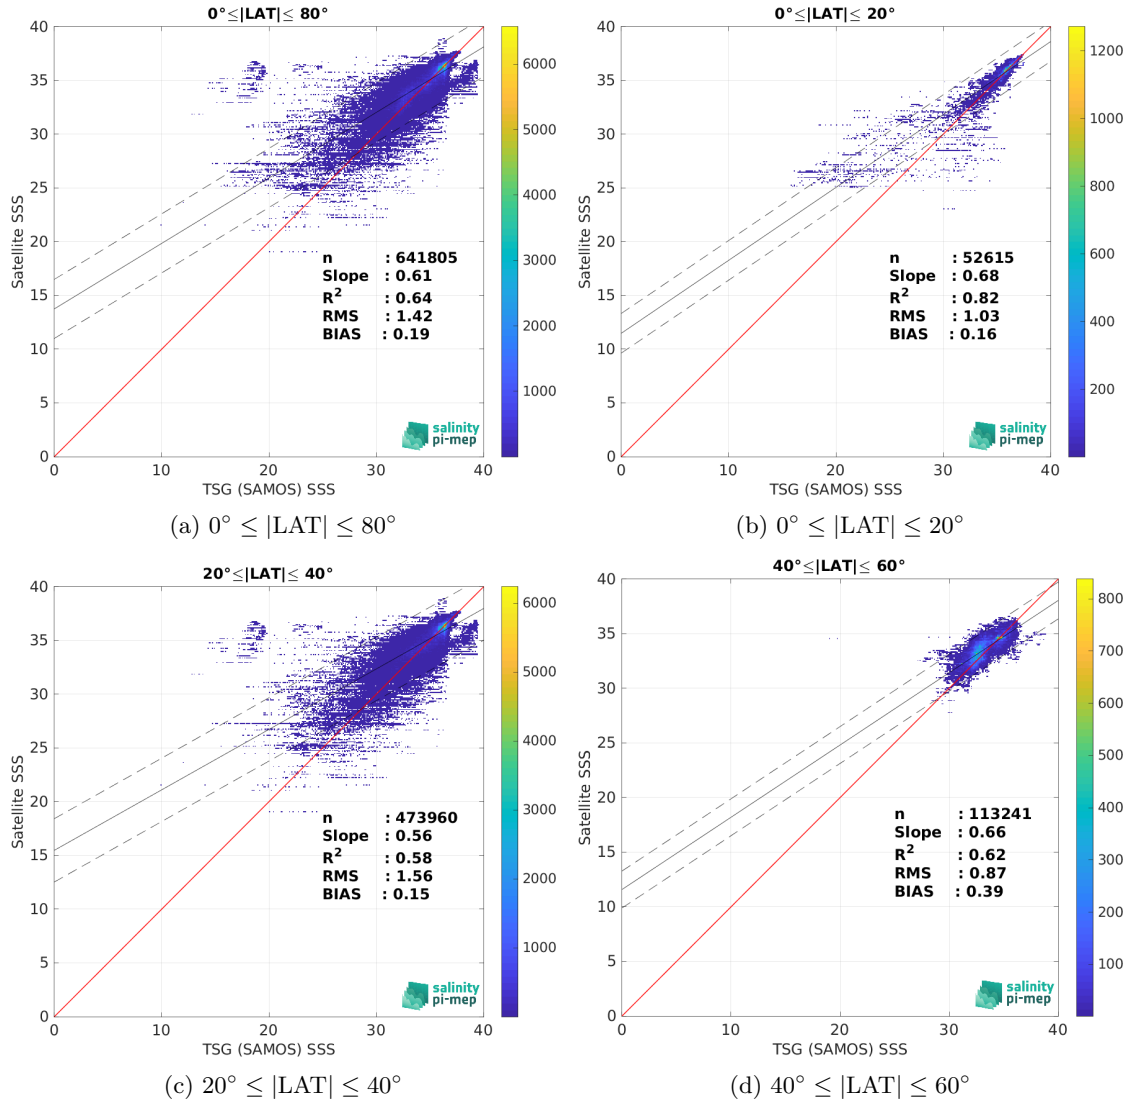 0°≤|LAT|≤ 80°
40
35
30
25
20
15
10
5
0
Satellite SSS
n : 641805
Slope : 0.61
R² : 0.64
RMS : 1.42
BIAS : 0.19
salinity
pi-mep
0 10 20 30 40
TSG (SAMOS) SSS
6000
5000
4000
3000
2000
1000
(a) 0° ≤ |LAT| ≤ 80°
0°≤|LAT|≤ 20°
40
35
30
25
20
15
10
5
0
Satellite SSS
n : 52615
Slope : 0.68
R² : 0.82
RMS : 1.03
BIAS : 0.16
salinity
pi-mep
0 10 20 30 40
TSG (SAMOS) SSS
1200
1000
800
600
400
200
(b) 0° ≤ |LAT| ≤ 20°
20°≤|LAT|≤ 40°
40
35
30
25
20
15
10
5
0
Satellite SSS
n : 473960
Slope : 0.56
R² : 0.58
RMS : 1.56
BIAS : 0.15
salinity
pi-mep
0 10 20 30 40
TSG (SAMOS) SSS
6000
5000
4000
3000
2000
1000
(c) 20° ≤ |LAT| ≤ 40°
40°≤|LAT|≤ 60°
40
35
30
25
20
15
10
5
0
Satellite SSS
n : 113241
Slope : 0.66
R² : 0.62
RMS : 0.87
BIAS : 0.39
salinity
pi-mep
0 10 20 30 40
TSG (SAMOS) SSS
800
700
600
500
400
300
200
100
(d) 40° ≤ |LAT| ≤ 60°